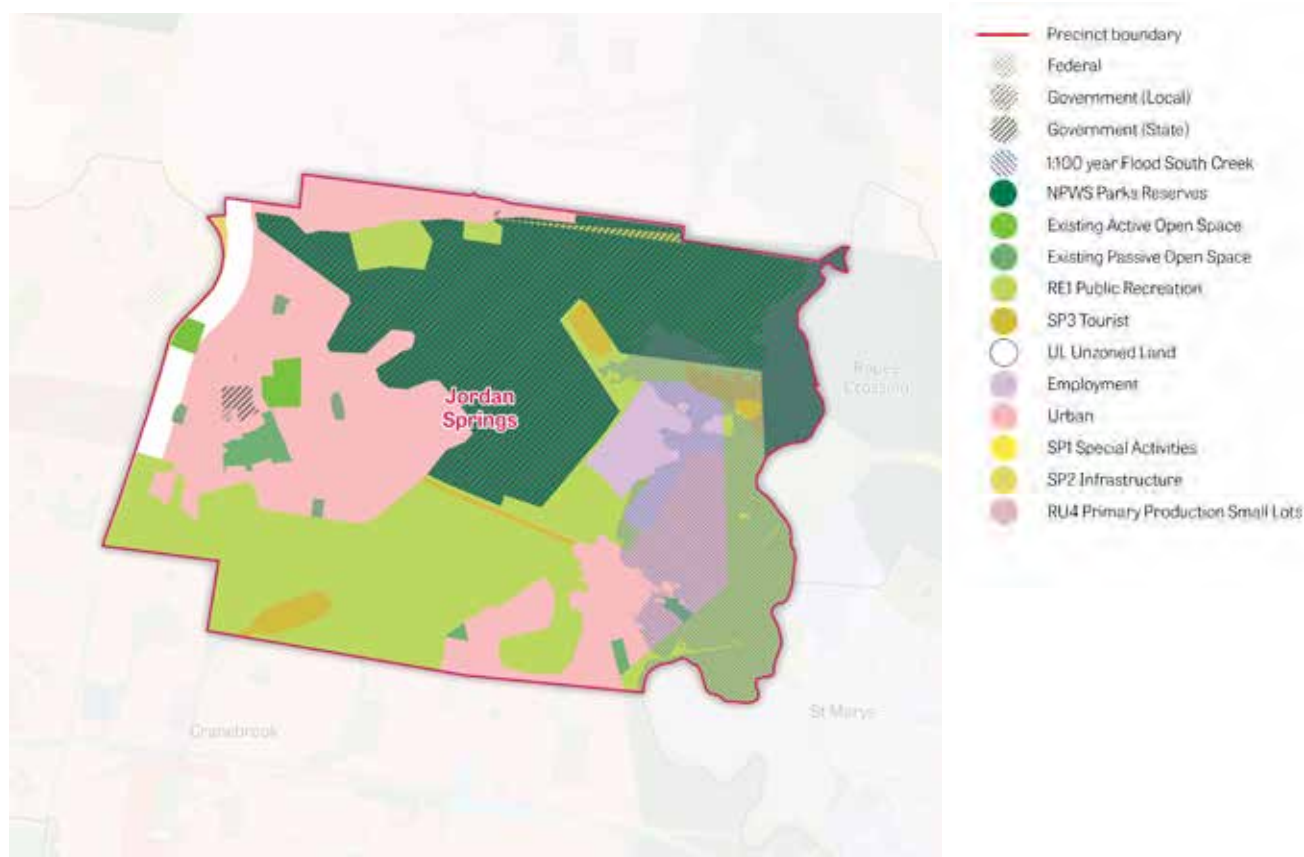 Precinct boundary
Federal
Government (Local)
Government (State)
1:100 year Flood South Creek
NPWS Parks Reserves
Existing Active Open Space
Existing Passive Open Space
RE1 Public Recreation
SP3 Tourist
UL Unzoned Land
Employment
Urban
SP1 Special Activities
SP2 Infrastructure
RU4 Primary Production Small Lots
Jordan
Springs
Ropes
Crossing
St Marys
Cranebrook